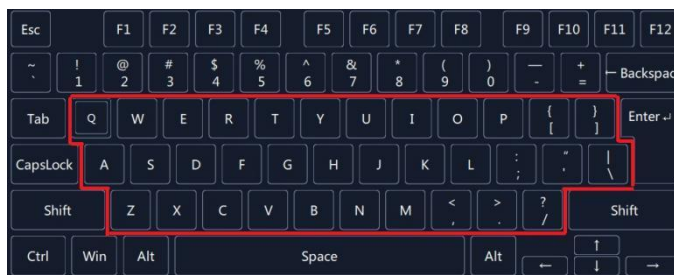 Esc F1 F2 F3 F4 F5 F6 F7 F8 F9 F10 F11 F12
~ ! @ # $ % ^ & * ( ) — +
` 1 2 3 4 5 6 7 8 9 0 - = ← Backspac
Tab Q W E R T Y U I O P { } Enter ↵
[ ]
CapsLock A S D F G H J K L : " |
; ' \
Shift Z X C V B N M < > ? Shift
, . /
Ctrl Win Alt Space Alt ↑
← ↓ →